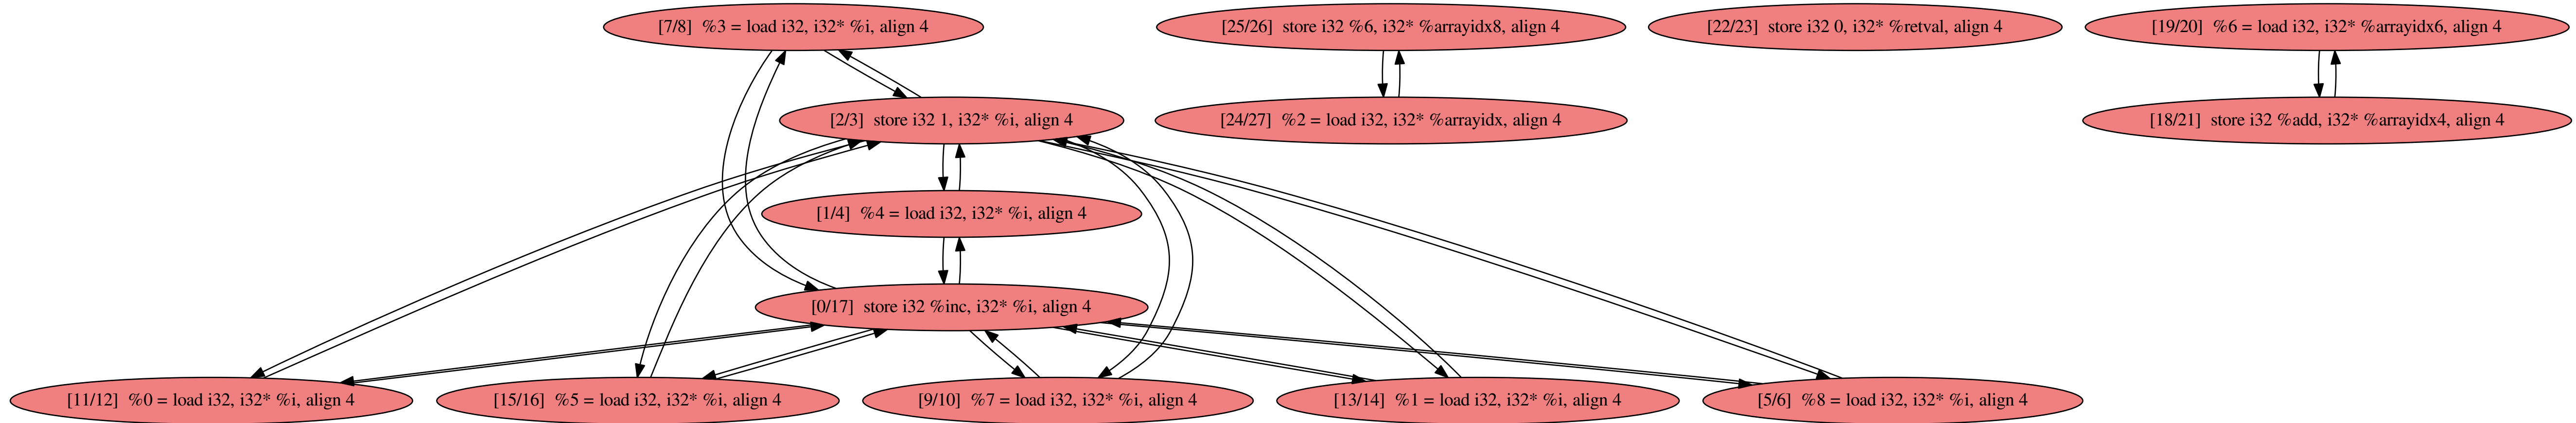 [7/8]  %3 = load i32, i32* %i, align 4
[25/26]  store i32 %6, i32* %arrayidx8, align 4
[22/23]  store i32 0, i32* %retval, align 4
[19/20]  %6 = load i32, i32* %arrayidx6, align 4
[2/3]  store i32 1, i32* %i, align 4
[24/27]  %2 = load i32, i32* %arrayidx, align 4
[18/21]  store i32 %add, i32* %arrayidx4, align 4
[1/4]  %4 = load i32, i32* %i, align 4
[0/17]  store i32 %inc, i32* %i, align 4
[11/12]  %0 = load i32, i32* %i, align 4
[15/16]  %5 = load i32, i32* %i, align 4
[9/10]  %7 = load i32, i32* %i, align 4
[13/14]  %1 = load i32, i32* %i, align 4
[5/6]  %8 = load i32, i32* %i, align 4